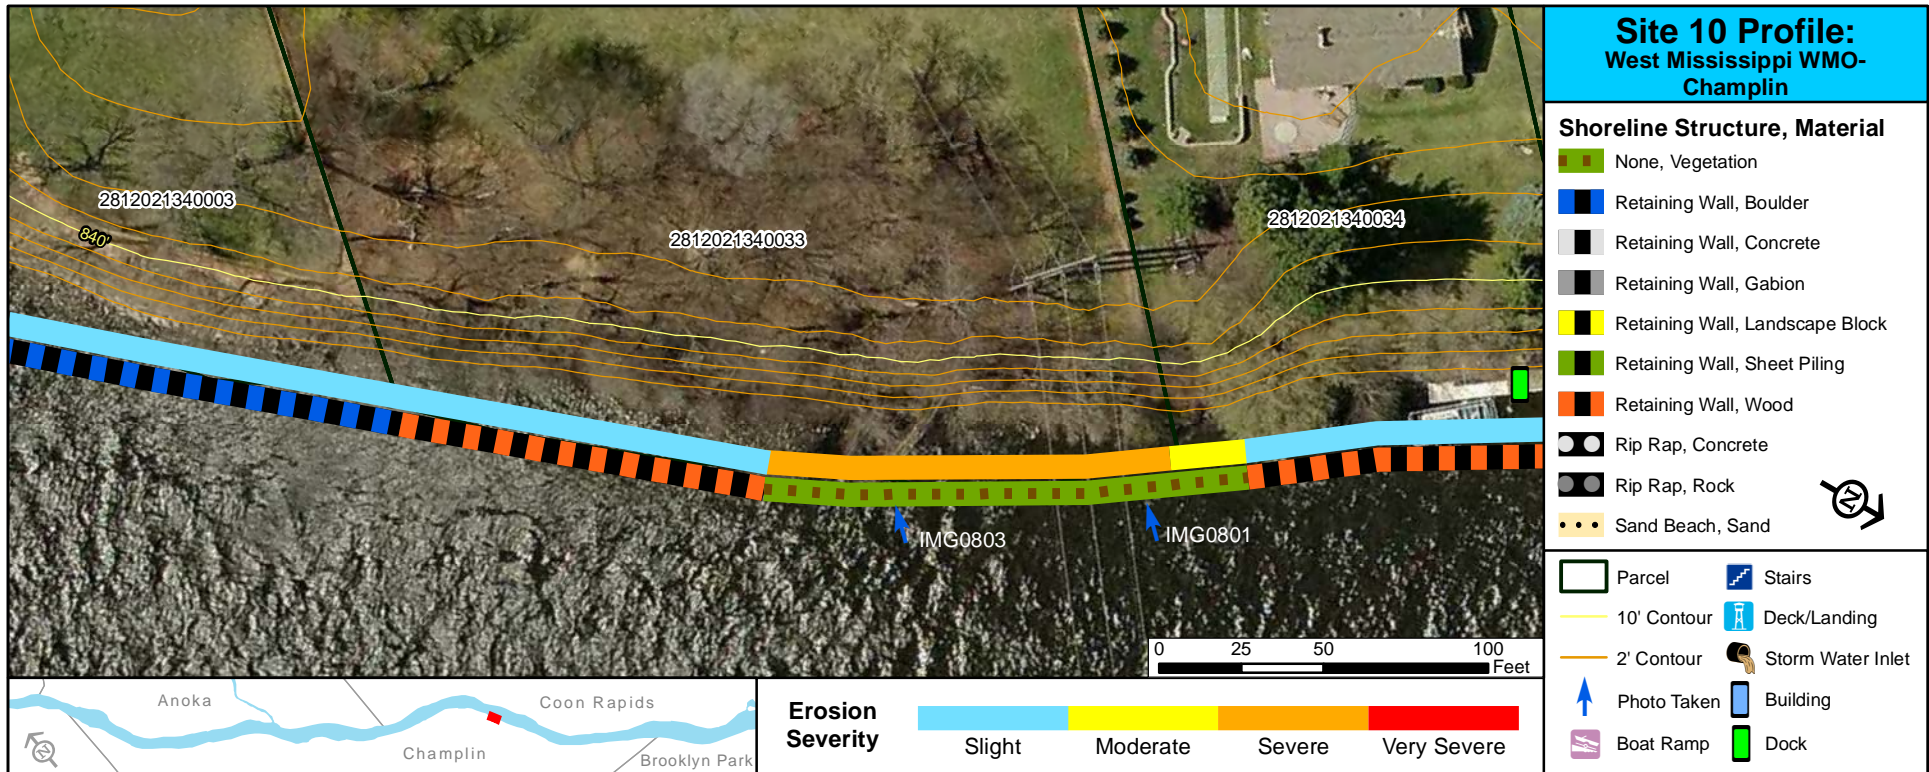 Site 10 Profile:
West Mississippi WMO-
Champlin
Shoreline Structure, Material
None, Vegetation
Retaining Wall, Boulder
Retaining Wall, Concrete
Retaining Wall, Gabion
Retaining Wall, Landscape Block
Retaining Wall, Sheet Piling
Retaining Wall, Wood
Rip Rap, Concrete
Rip Rap, Rock
Sand Beach, Sand
N
Parcel
Stairs
10' Contour
Deck/Landing
2' Contour
Storm Water Inlet
Photo Taken
Building
Boat Ramp
Dock
2812021340003
840'
2812021340033
2812021340034
IMG0803
IMG0801
0 25 50 100
Feet
Anoka
Coon Rapids
Champlin
Brooklyn Park
N
Erosion
Severity
Slight
Moderate
Severe
Very Severe